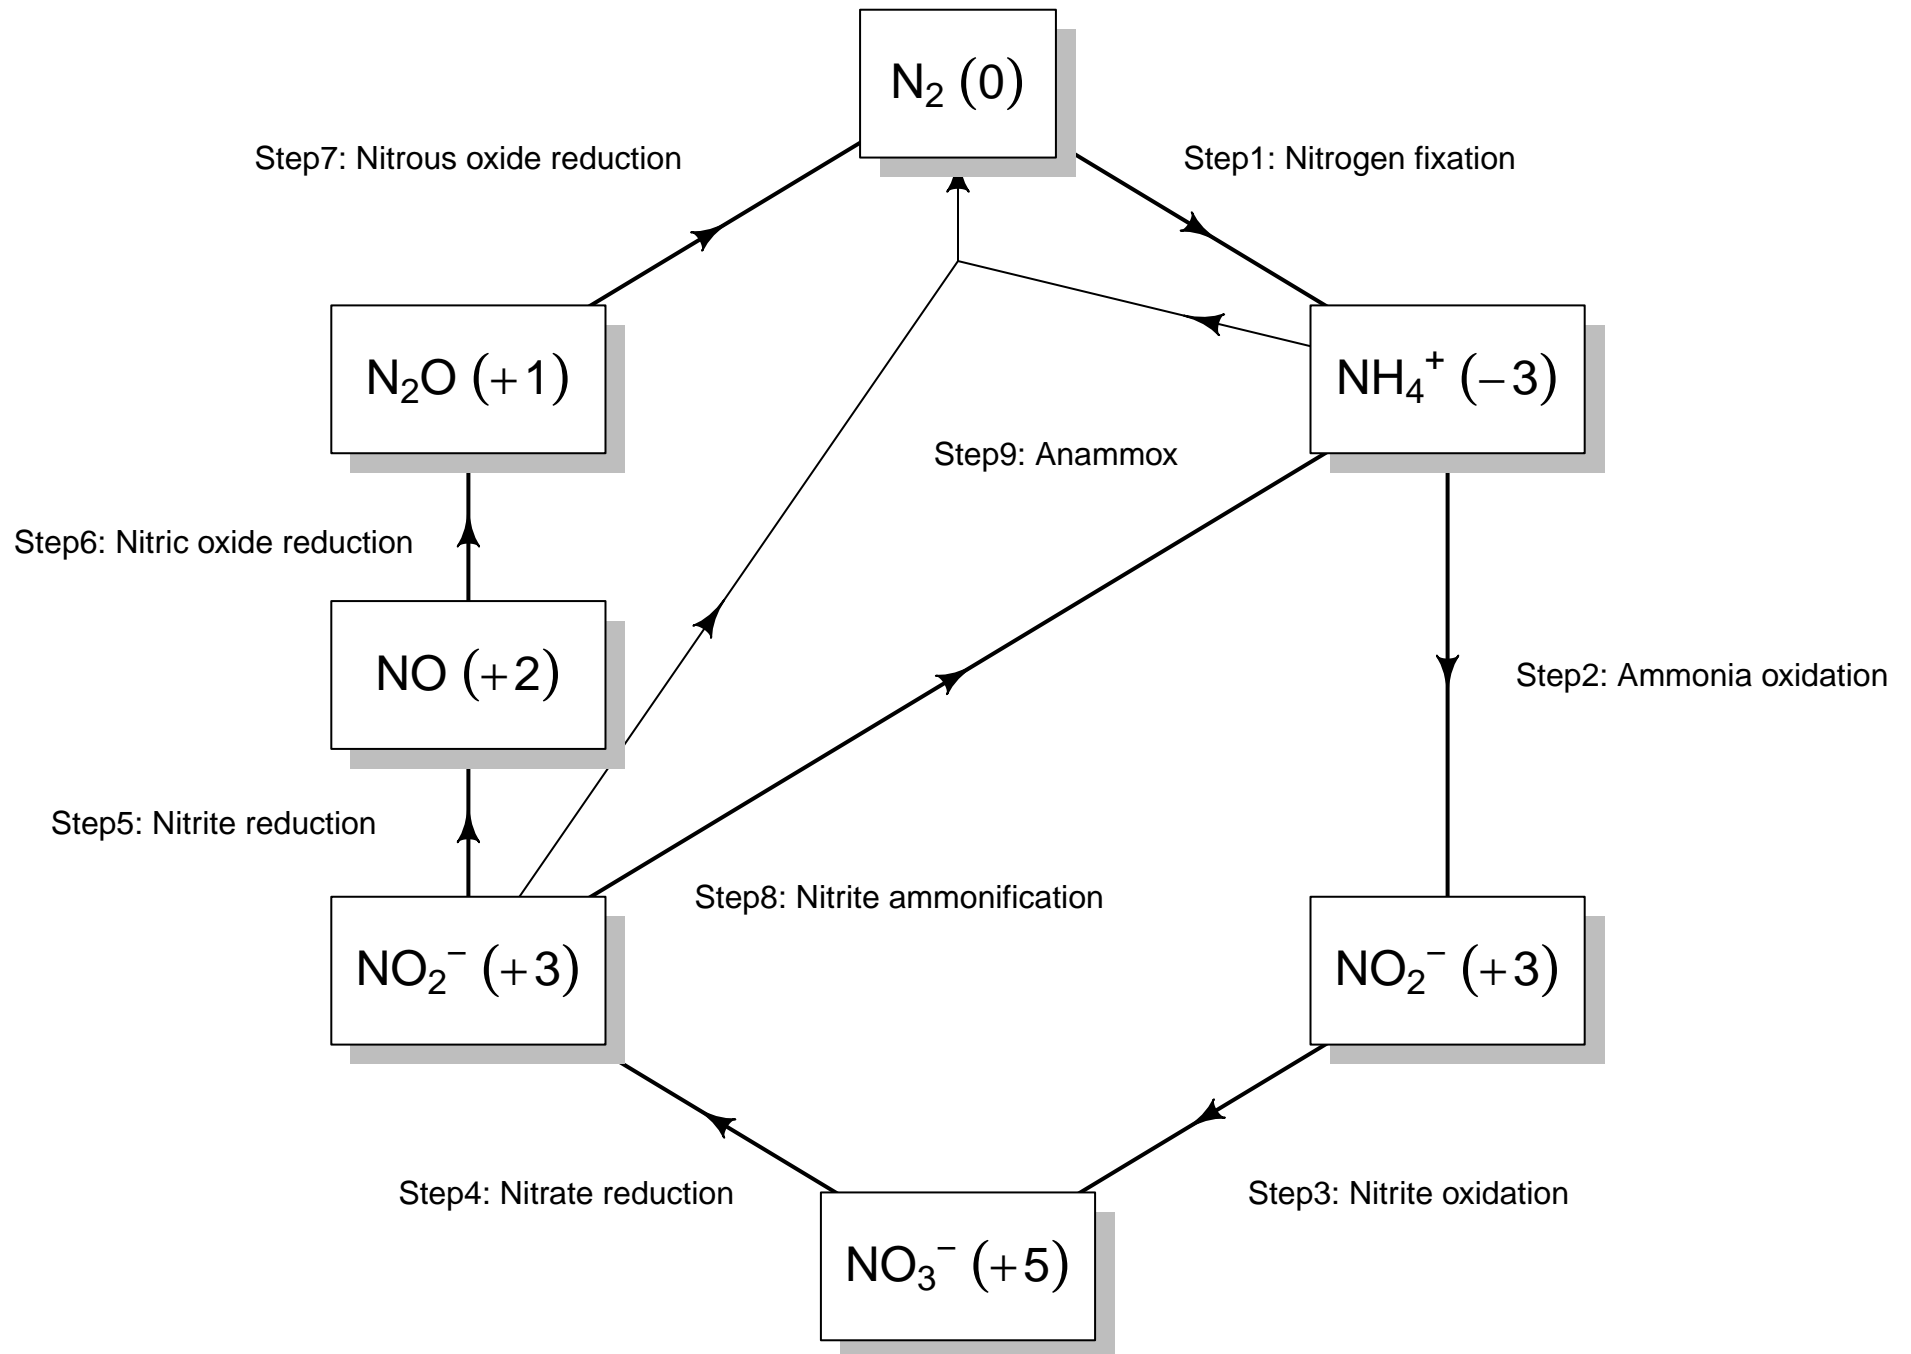 N₂ (0)
Step7: Nitrous oxide reduction
Step1: Nitrogen fixation
N₂O (+1)
NH₄⁺ (−3)
Step9: Anammox
Step6: Nitric oxide reduction
NO (+2)
Step2: Ammonia oxidation
Step5: Nitrite reduction
Step8: Nitrite ammonification
NO₂⁻ (+3)
NO₂⁻ (+3)
Step4: Nitrate reduction
Step3: Nitrite oxidation
NO₃⁻ (+5)